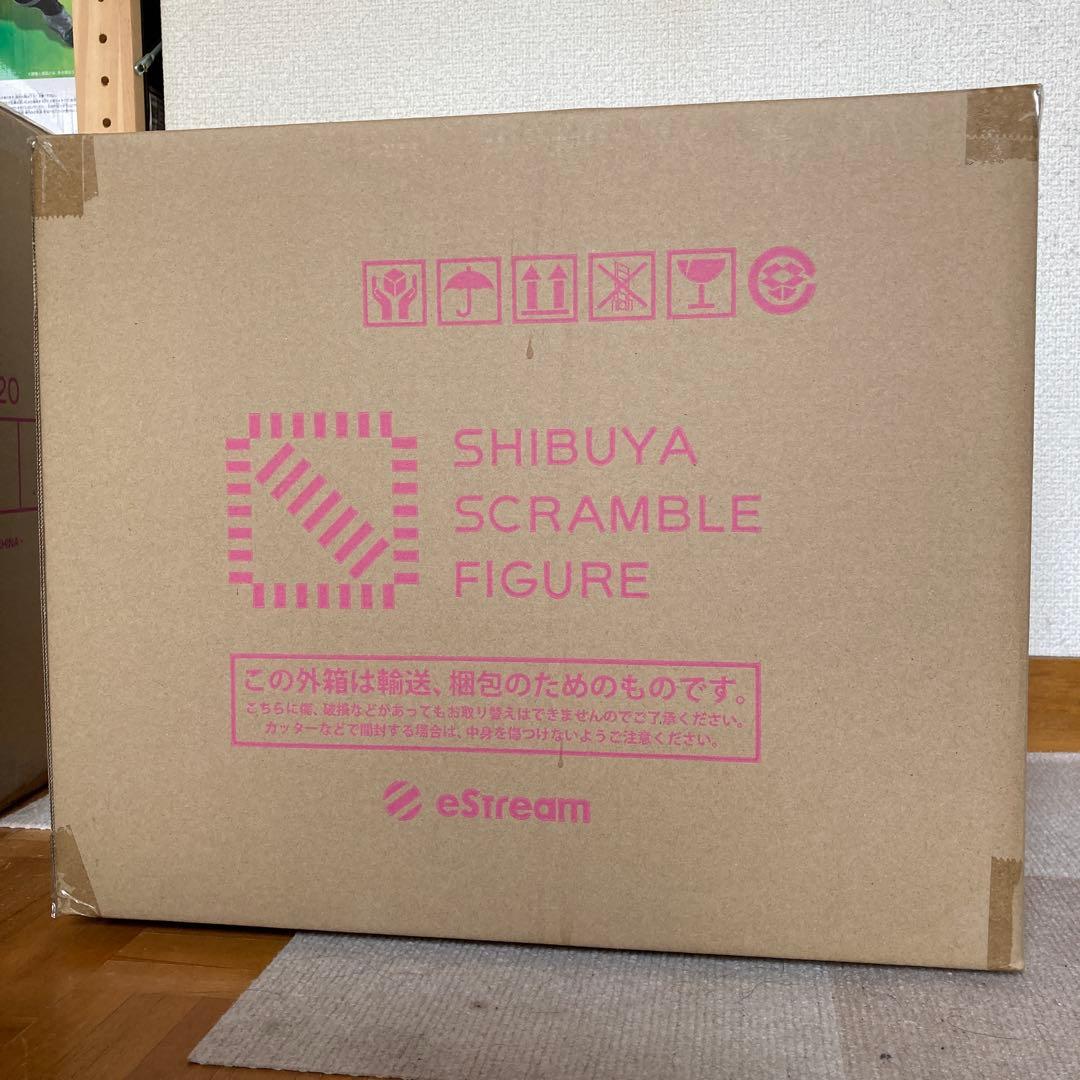 SHIBUYA
SCRAMBLE
FIGURE
この外箱は輸送、梱包のためのものです。
こちらに傷、破損などがあってもお取り替えはできませんのでご了承ください。
カッターなどで開封する場合は、中身を傷つけないようご注意ください。
eStream
20